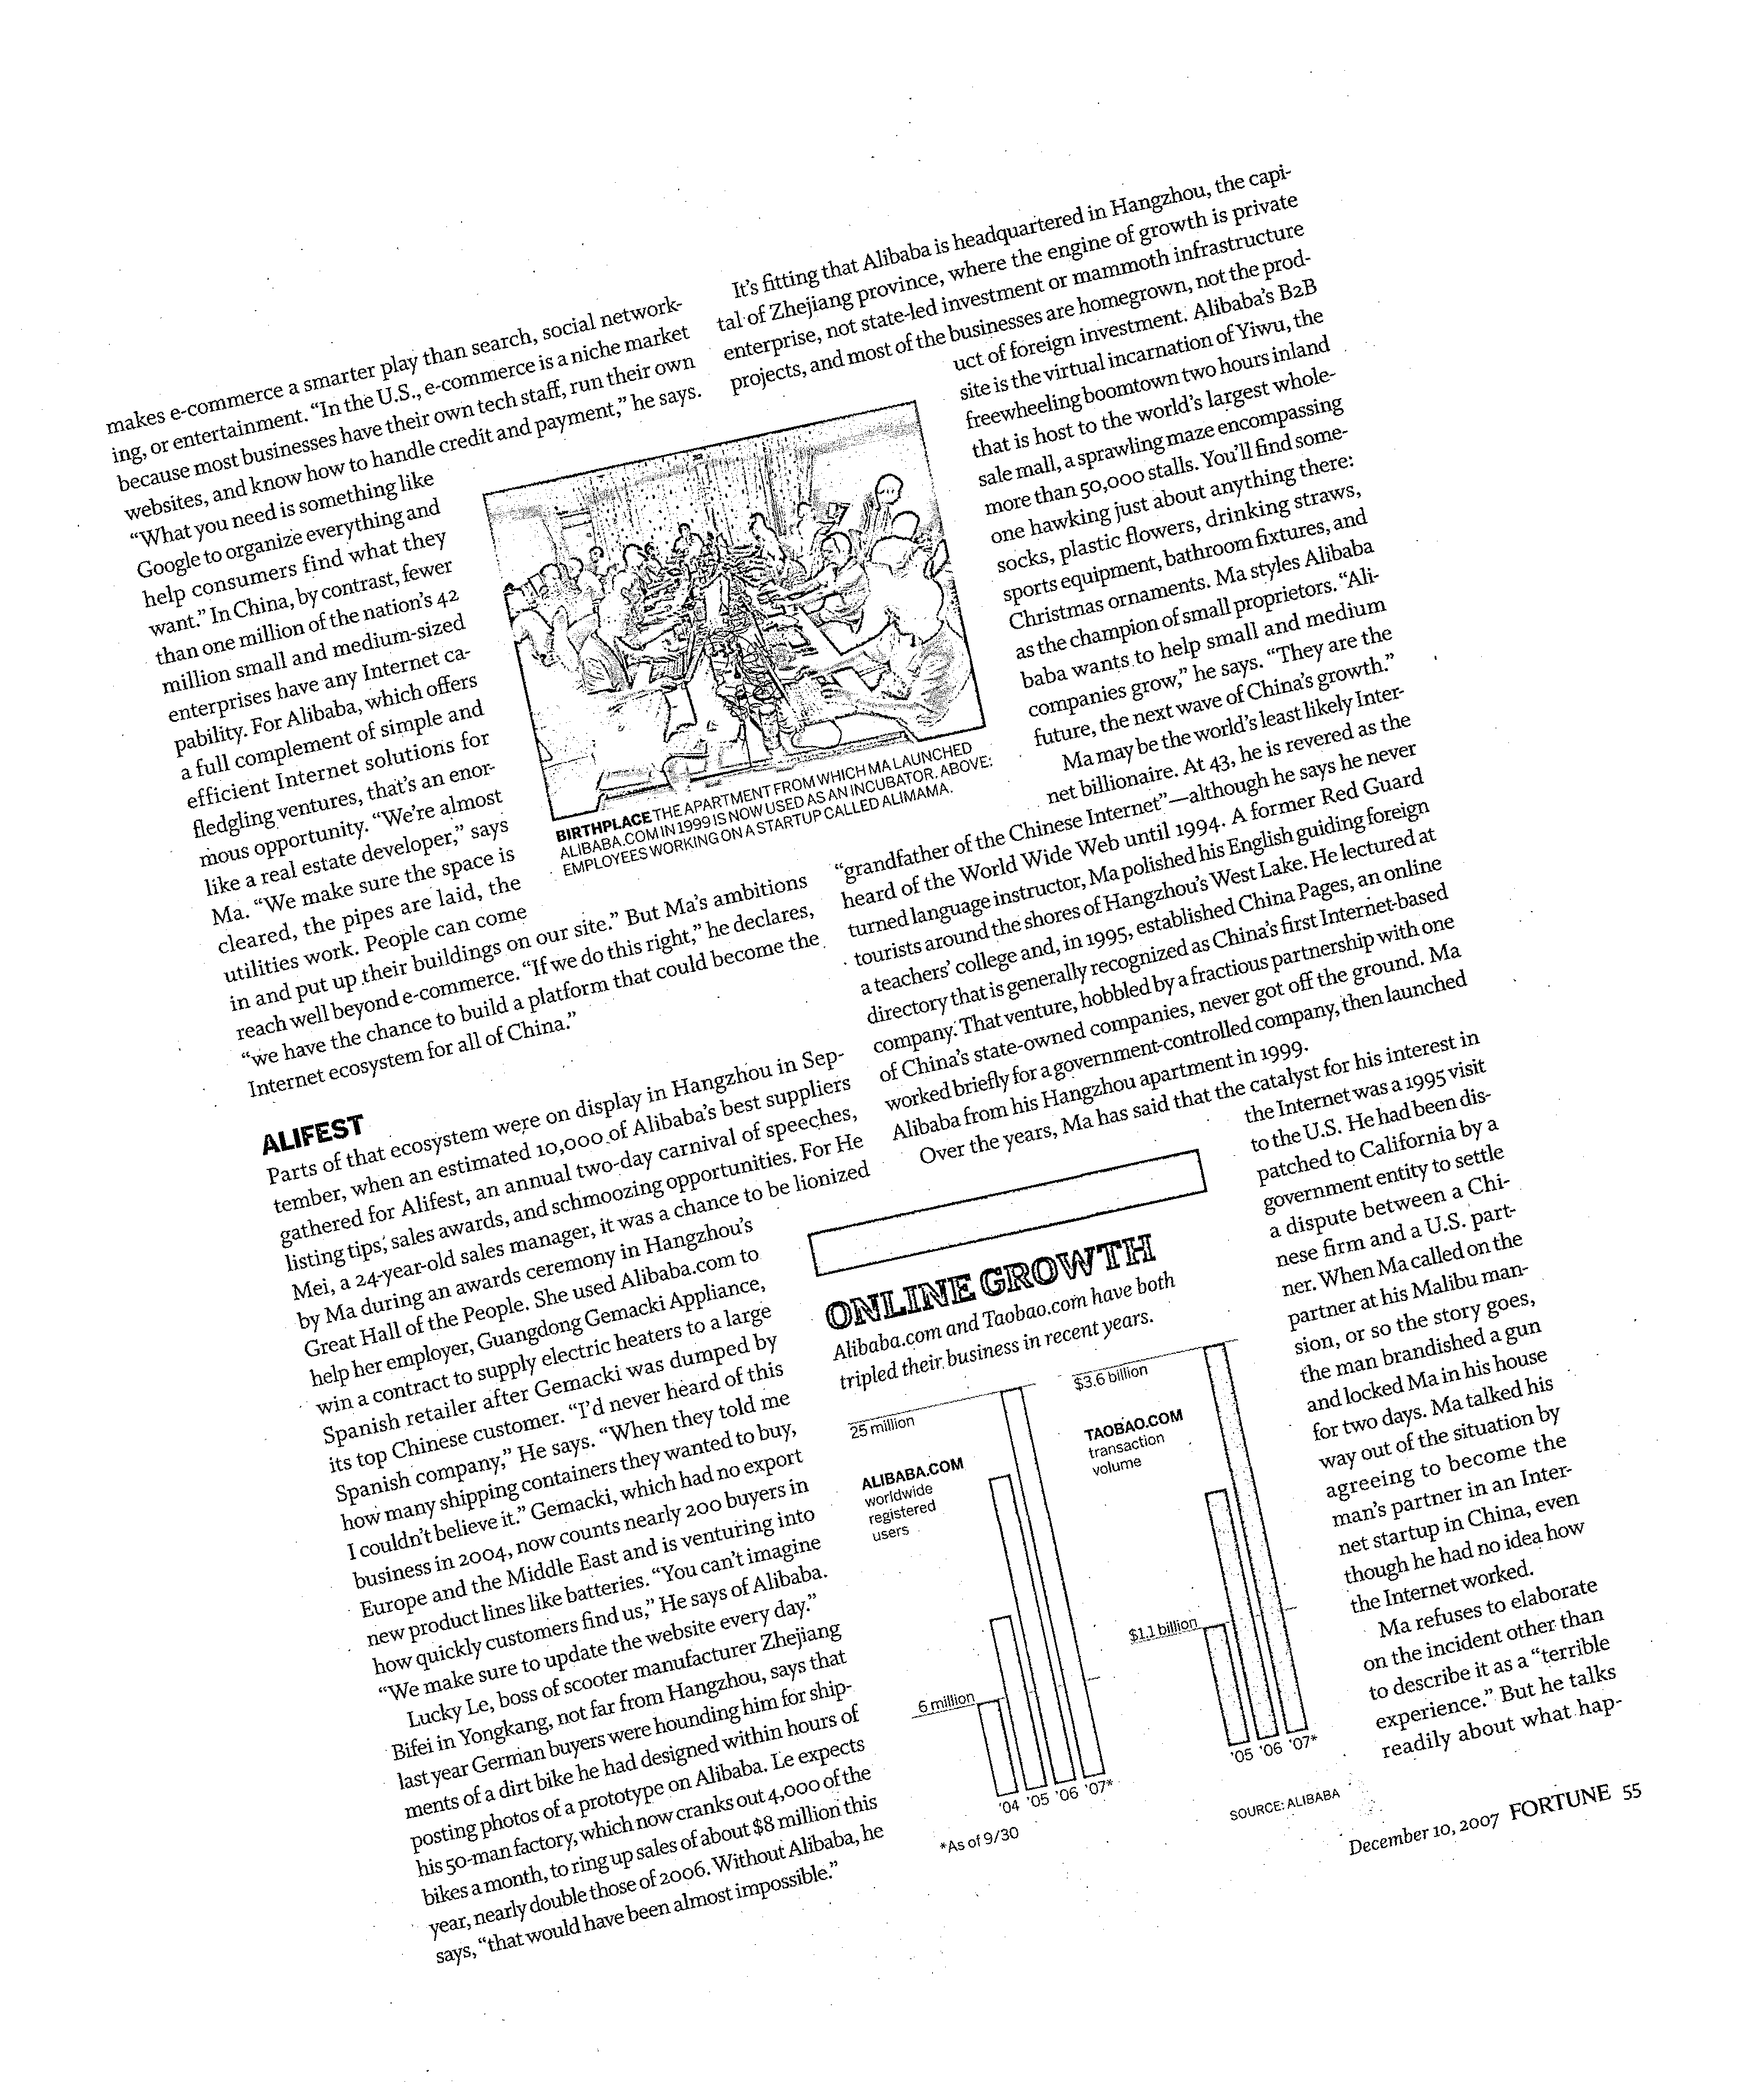 makes e-commerce a smarter play than search, social network-
ing, or entertainment. “In the U.S., e-commerce is a niche market
because most businesses have their own tech staff, run their own
websites, and know how to handle credit and payment,” he says.
“What you need is something like
Google to organize everything and
help consumers find what they
want.” In China, by contrast, fewer
than one million of the nation’s 42
million small and medium-sized
enterprises have any Internet ca-
pability. For Alibaba, which offers
a full complement of simple and
efficient Internet solutions for
fledgling ventures, that’s an enor-
mous opportunity. “We’re almost
like a real estate developer,” says
Ma. “We make sure the space is
cleared, the pipes are laid, the
utilities work. People can come
in and put up their buildings on our site.” But Ma’s ambitions
reach well beyond e-commerce. “If we do this right,” he declares,
“we have the chance to build a platform that could become the
Internet ecosystem for all of China.”
ALIFEST
Parts of that ecosystem were on display in Hangzhou in Sep-
tember, when an estimated 10,000 of Alibaba’s best suppliers
gathered for Alifest, an annual two-day carnival of speeches,
listing tips, sales awards, and schmoozing opportunities. For He
Mei, a 24-year-old sales manager, it was a chance to be lionized
by Ma during an awards ceremony in Hangzhou’s
Great Hall of the People. She used Alibaba.com to
help her employer, Guangdong Gemacki Appliance,
win a contract to supply electric heaters to a large
Spanish retailer after Gemacki was dumped by
its top Chinese customer. “I’d never heard of this
Spanish company,” He says. “When they told me
how many shipping containers they wanted to buy,
I couldn’t believe it.” Gemacki, which had no export
business in 2004, now counts nearly 200 buyers in
Europe and the Middle East and is venturing into
new product lines like batteries. “You can’t imagine
how quickly customers find us,” He says of Alibaba.
“We make sure to update the website every day.”
Lucky Le, boss of scooter manufacturer Zhejiang
Bifei in Yongkang, not far from Hangzhou, says that
last year German buyers were hounding him for ship-
ments of a dirt bike he had designed within hours of
posting photos of a prototype on Alibaba. Le expects
his 50-man factory, which now cranks out 4,000 of the
bikes a month, to ring up sales of about $8 million this
year, nearly double those of 2006. Without Alibaba, he
says, “that would have been almost impossible.”
BIRTHPLACE THE APARTMENT FROM WHICH MA LAUNCHED
ALIBABA.COM IN 1999 IS NOW USED AS AN INCUBATOR. ABOVE:
EMPLOYEES WORKING ON A STARTUP CALLED ALIMAMA.
It’s fitting that Alibaba is headquartered in Hangzhou, the capi-
tal of Zhejiang province, where the engine of growth is private
enterprise, not state-led investment or mammoth infrastructure
projects, and most of the businesses are homegrown, not the prod-
uct of foreign investment. Alibaba’s B2B
site is the virtual incarnation of Yiwu, the
freewheeling boomtown two hours inland
that is host to the world’s largest whole-
sale mall, a sprawling maze encompassing
more than 50,000 stalls. You’ll find some-
one hawking just about anything there:
socks, plastic flowers, drinking straws,
sports equipment, bathroom fixtures, and
Christmas ornaments. Ma styles Alibaba
as the champion of small proprietors. “Ali-
baba wants to help small and medium
companies grow,” he says. “They are the
future, the next wave of China’s growth.”
Ma may be the world’s least likely Inter-
net billionaire. At 43, he is revered as the
“grandfather of the Chinese Internet”—although he says he never
heard of the World Wide Web until 1994. A former Red Guard
turned language instructor, Ma polished his English guiding foreign
tourists around the shores of Hangzhou’s West Lake. He lectured at
a teachers’ college and, in 1995, established China Pages, an online
directory that is generally recognized as China’s first Internet-based
company. That venture, hobbled by a fractious partnership with one
of China’s state-owned companies, never got off the ground. Ma
worked briefly for a government-controlled company, then launched
Alibaba from his Hangzhou apartment in 1999.
Over the years, Ma has said that the catalyst for his interest in
the Internet was a 1995 visit
to the U.S. He had been dis-
patched to California by a
government entity to settle
a dispute between a Chi-
nese firm and a U.S. part-
ner. When Ma called on the
partner at his Malibu man-
sion, or so the story goes,
the man brandished a gun
and locked Ma in his house
for two days. Ma talked his
way out of the situation by
agreeing to become the
man’s partner in an Inter-
net startup in China, even
though he had no idea how
the Internet worked.
Ma refuses to elaborate
on the incident other than
to describe it as a “terrible
experience.” But he talks
readily about what hap-
ONLINE GROWTH
Alibaba.com and Taobao.com have both
tripled their business in recent years.
25 million
ALIBABA.COM
worldwide
registered
users
6 million
’04 ’05 ’06 ’07*
*As of 9/30
$3.6 billion
TAOBAO.COM
transaction
volume
$1.1 billion
’05 ’06 ’07*
SOURCE: ALIBABA
December 10, 2007 FORTUNE 55